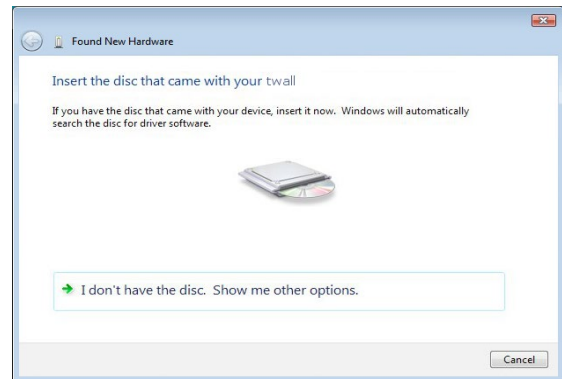 Found New Hardware
Insert the disc that came with your twall
If you have the disc that came with your device, insert it now. Windows will automatically
search the disc for driver software.
I don't have the disc. Show me other options.
Cancel